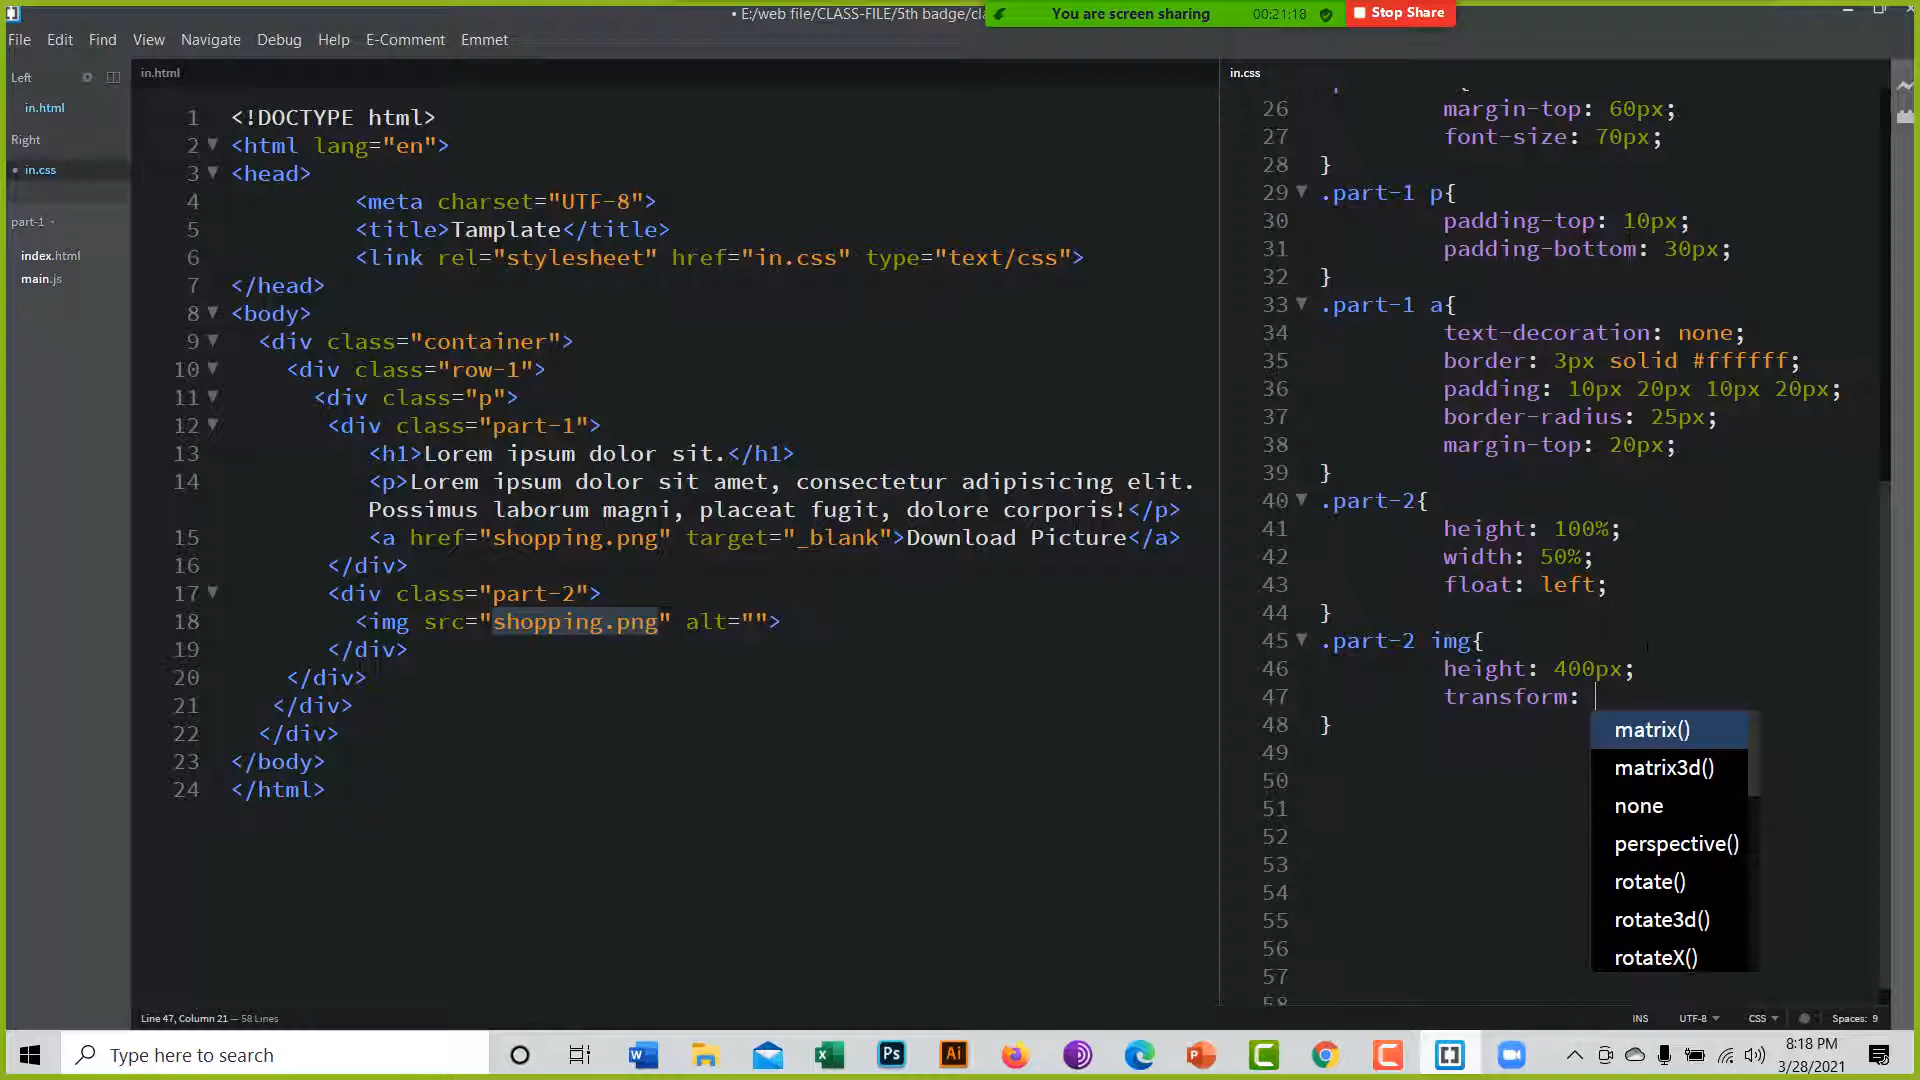 • E:/web file/CLASS-FILE/5th badge/cla
You are screen sharing
00:21:18
Stop Share
File Edit Find View Navigate Debug Help E-Comment Emmet
Left
in.html
Right
in.css
part-1
index.html
main.js
in.html
1 <!DOCTYPE html>
2 <html lang="en">
3 <head>
4 <meta charset="UTF-8">
5 <title>Tamplate</title>
6 <link rel="stylesheet" href="in.css" type="text/css">
7 </head>
8 <body>
9 <div class="container">
10 <div class="row-1">
11 <div class="p">
12 <div class="part-1">
13 <h1>Lorem ipsum dolor sit.</h1>
14 <p>Lorem ipsum dolor sit amet, consectetur adipisicing elit.
Possimus laborum magni, placeat fugit, dolore corporis!</p>
15 <a href="shopping.png" target="_blank">Download Picture</a>
16 </div>
17 <div class="part-2">
18 <img src="shopping.png" alt="">
19 </div>
20 </div>
21 </div>
22 </div>
23 </body>
24 </html>
in.css
26 margin-top: 60px;
27 font-size: 70px;
28 }
29 .part-1 p{
30 padding-top: 10px;
31 padding-bottom: 30px;
32 }
33 .part-1 a{
34 text-decoration: none;
35 border: 3px solid #ffffff;
36 padding: 10px 20px 10px 20px;
37 border-radius: 25px;
38 margin-top: 20px;
39 }
40 .part-2{
41 height: 100%;
42 width: 50%;
43 float: left;
44 }
45 .part-2 img{
46 height: 400px;
47 transform:
48 }
49
50
51
52
53
54
55
56
57
58
matrix()
matrix3d()
none
perspective()
rotate()
rotate3d()
rotateX()
Line 47, Column 21 — 58 Lines
INS UTF-8 CSS Spaces: 9
Type here to search
8:18 PM
3/28/2021